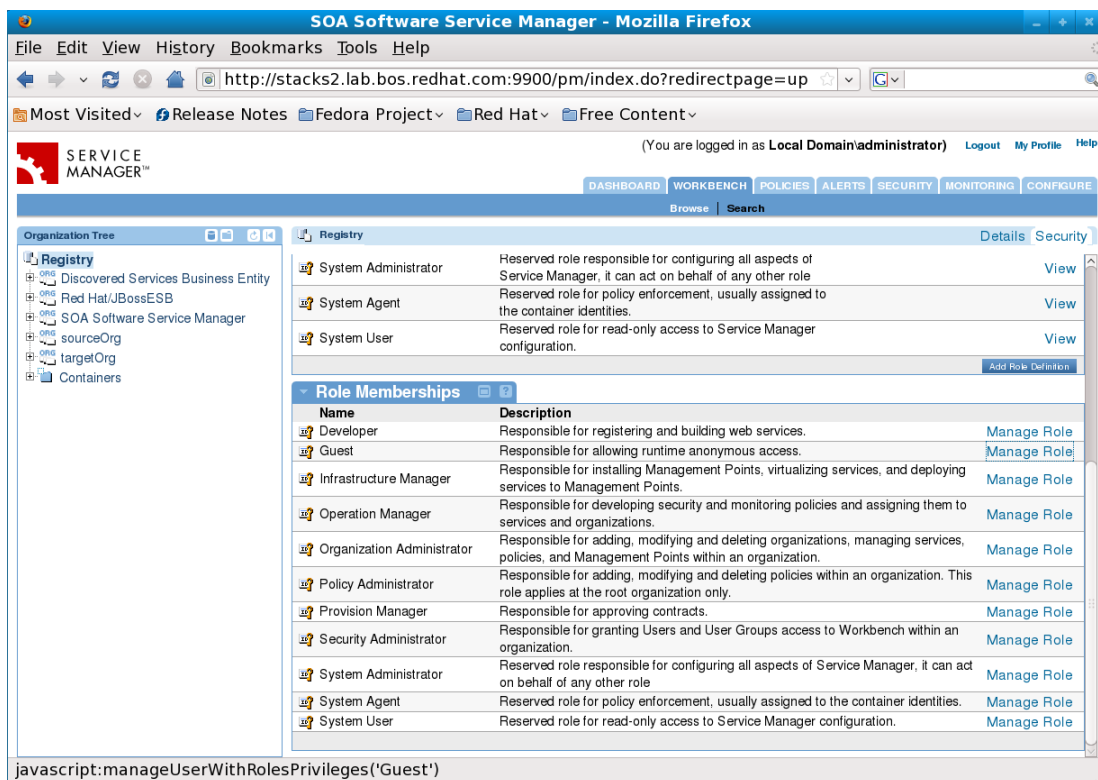 SOA Software Service Manager - Mozilla Firefox
File Edit View History Bookmarks Tools Help
http://stacks2.lab.bos.redhat.com:9900/pm/index.do?redirectpage=up
G
Most Visited Release Notes Fedora Project Red Hat Free Content
SERVICE
MANAGER™
(You are logged in as Local Domain\administrator) Logout My Profile Help
DASHBOARD WORKBENCH POLICIES ALERTS SECURITY MONITORING CONFIGURE
Browse | Search
Organization Tree
Registry
ORG Discovered Services Business Entity
ORG Red Hat/JBossESB
ORG SOA Software Service Manager
ORG sourceOrg
ORG targetOrg
Containers
Registry Details Security
System Administrator Reserved role responsible for configuring all aspects of
Service Manager, it can act on behalf of any other role View
System Agent Reserved role for policy enforcement, usually assigned to
the container identities. View
System User Reserved role for read-only access to Service Manager
configuration. View
Add Role Definition
Role Memberships ?
Name Description
Developer Responsible for registering and building web services. Manage Role
Guest Responsible for allowing runtime anonymous access. Manage Role
Infrastructure Manager Responsible for installing Management Points, virtualizing services, and deploying
services to Management Points. Manage Role
Operation Manager Responsible for developing security and monitoring policies and assigning them to
services and organizations. Manage Role
Organization Administrator Responsible for adding, modifying and deleting organizations, managing services,
policies, and Management Points within an organization. Manage Role
Policy Administrator Responsible for adding, modifying and deleting policies within an organization. This
role applies at the root organization only. Manage Role
Provision Manager Responsible for approving contracts. Manage Role
Security Administrator Responsible for granting Users and User Groups access to Workbench within an
organization. Manage Role
System Administrator Reserved role responsible for configuring all aspects of Service Manager, it can act
on behalf of any other role Manage Role
System Agent Reserved role for policy enforcement, usually assigned to the container identities. Manage Role
System User Reserved role for read-only access to Service Manager configuration. Manage Role
javascript:manageUserWithRolesPrivileges('Guest')